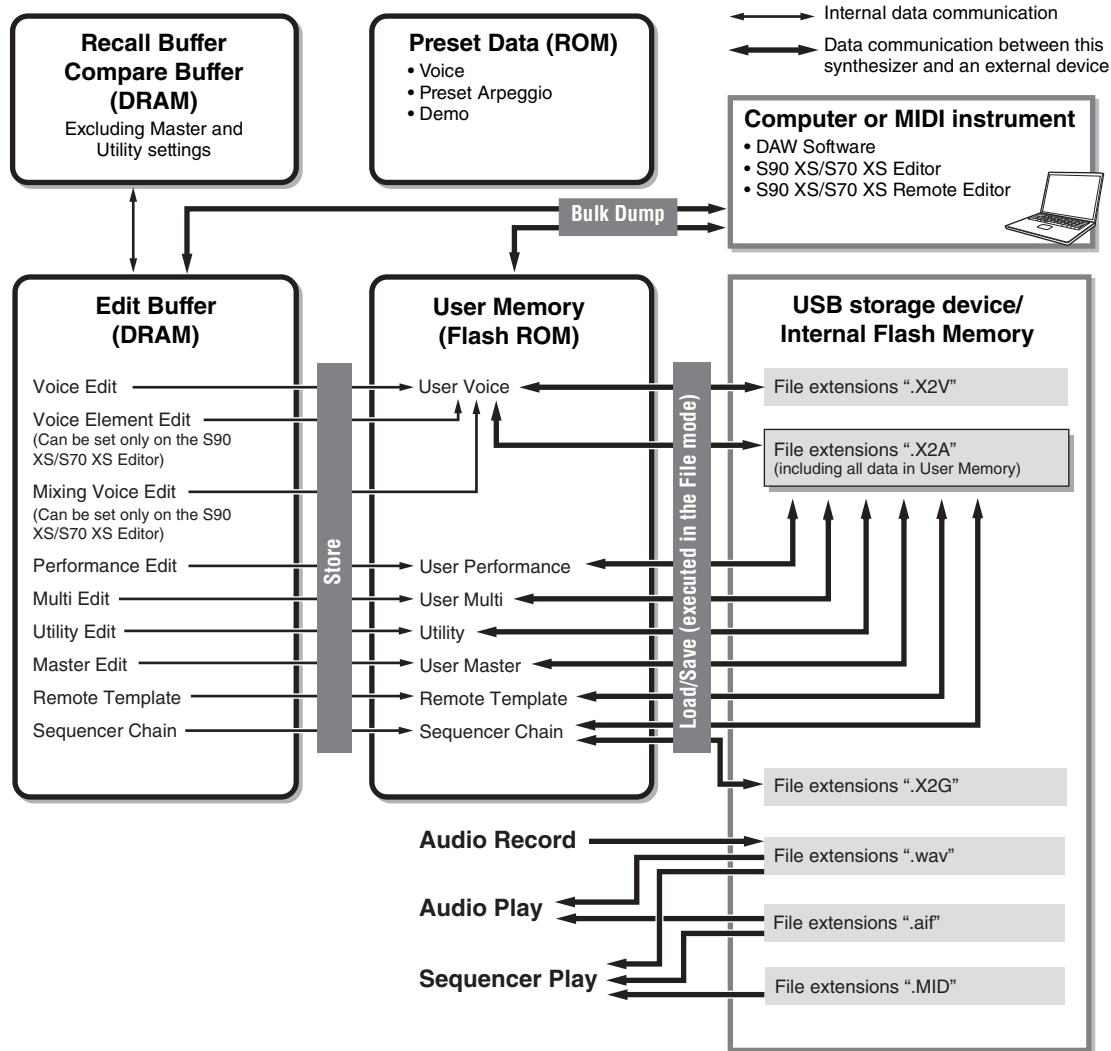 Recall Buffer
Compare Buffer
(DRAM)
Excluding Master and
Utility settings
Preset Data (ROM)
• Voice
• Preset Arpeggio
• Demo
Internal data communication
Data communication between this
synthesizer and an external device
Computer or MIDI instrument
• DAW Software
• S90 XS/S70 XS Editor
• S90 XS/S70 XS Remote Editor
Bulk Dump
Edit Buffer
(DRAM)
Voice Edit
Voice Element Edit
(Can be set only on the S90
XS/S70 XS Editor)
Mixing Voice Edit
(Can be set only on the S90
XS/S70 XS Editor)
Performance Edit
Multi Edit
Utility Edit
Master Edit
Remote Template
Sequencer Chain
Store
User Memory
(Flash ROM)
User Voice
User Performance
User Multi
Utility
User Master
Remote Template
Sequencer Chain
Load/Save (executed in the File mode)
USB storage device/
Internal Flash Memory
File extensions “.X2V”
File extensions “.X2A”
(including all data in User Memory)
File extensions “.X2G”
File extensions “.wav”
File extensions “.aif”
File extensions “.MID”
Audio Record
Audio Play
Sequencer Play